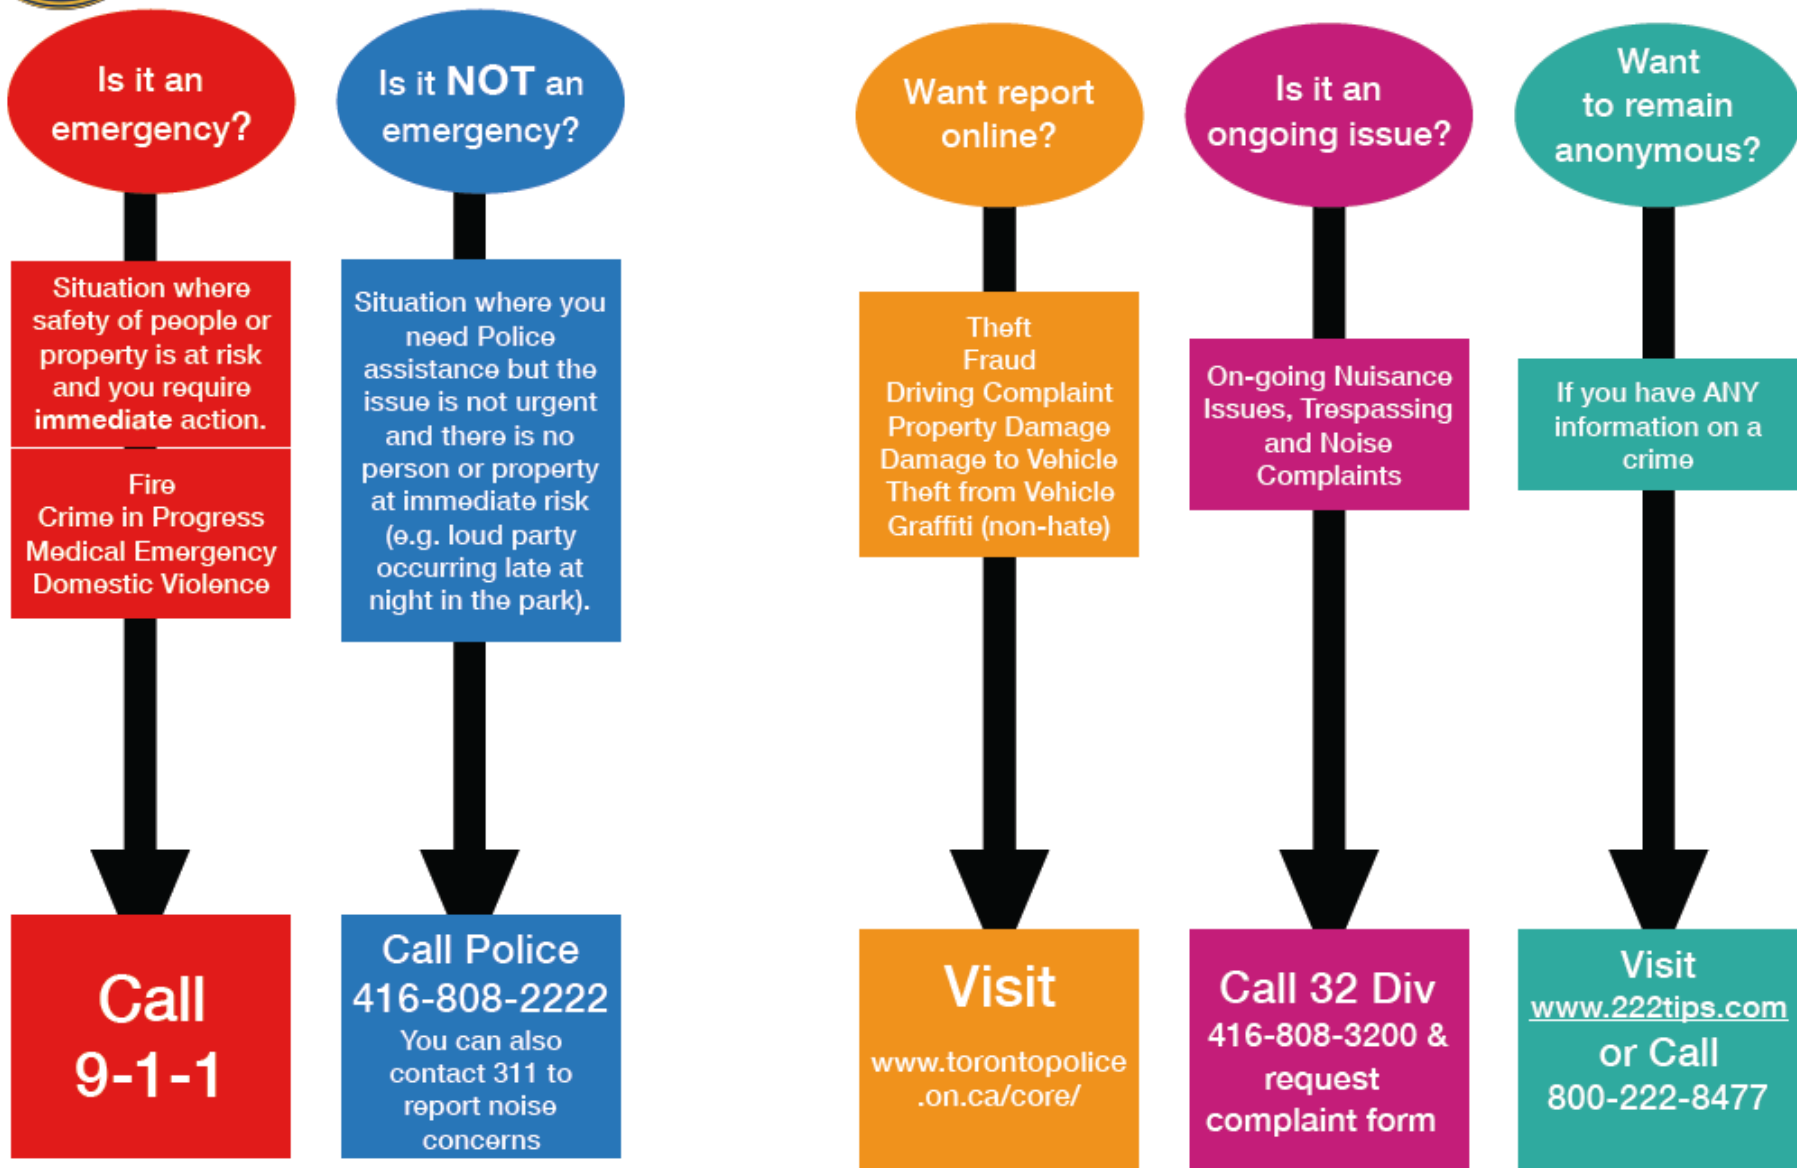 Is it an
emergency?
Situation where
safety of people or
property is at risk
and you require
immediate action.
Fire
Crime in Progress
Medical Emergency
Domestic Violence
Call
9-1-1
Is it NOT an
emergency?
Situation where you
need Police
assistance but the
issue is not urgent
and there is no
person or property
at immediate risk
(e.g. loud party
occurring late at
night in the park).
Call Police
416-808-2222
You can also
contact 311 to
report noise
concerns
Want report
online?
Theft
Fraud
Driving Complaint
Property Damage
Damage to Vehicle
Theft from Vehicle
Graffiti (non-hate)
Visit
www.torontopolice
.on.ca/core/
Is it an
ongoing issue?
On-going Nuisance
Issues, Trespassing
and Noise
Complaints
Call 32 Div
416-808-3200 &
request
complaint form
Want
to remain
anonymous?
If you have ANY
information on a
crime
Visit
www.222tips.com
or Call
800-222-8477